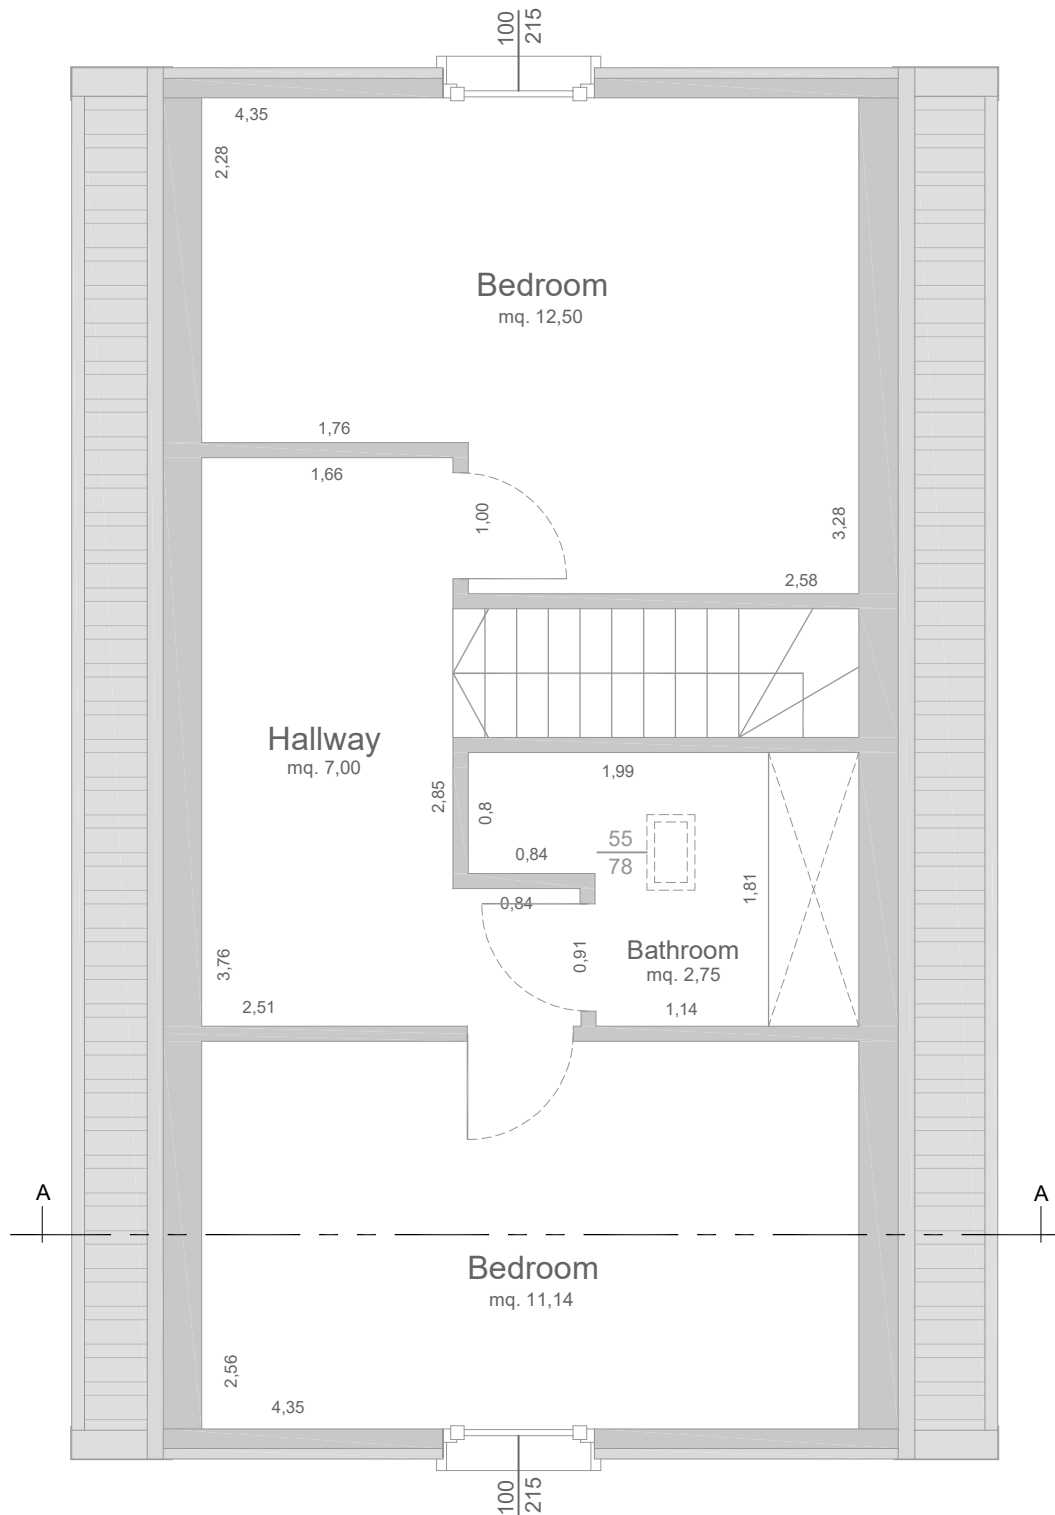 100
215
4,35
2,28
Bedroom
mq. 12,50
1,76
1,66
1,00
3,28
2,58
Hallway
mq. 7,00
2,85
0,8
1,99
55
78
0,84
0,84
1,81
0,91
Bathroom
mq. 2,75
3,76
2,51
1,14
A
A
Bedroom
mq. 11,14
2,56
4,35
100
215